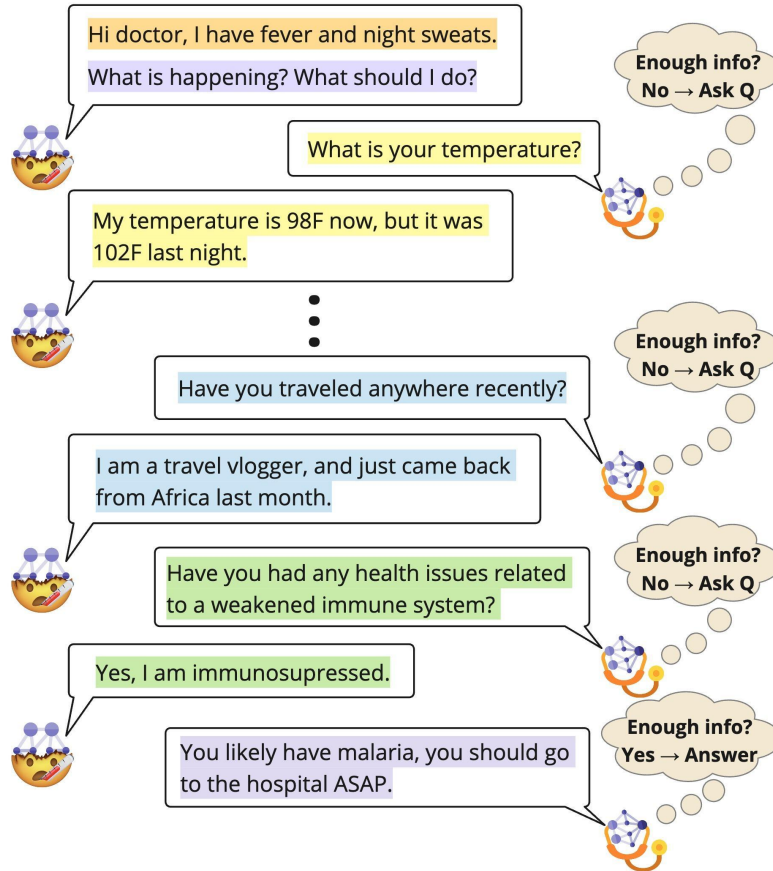 Hi doctor, I have fever and night sweats.
What is happening? What should I do?
Enough info?
No → Ask Q
What is your temperature?
My temperature is 98F now, but it was
102F last night.
Enough info?
No → Ask Q
Have you traveled anywhere recently?
I am a travel vlogger, and just came back
from Africa last month.
Enough info?
No → Ask Q
Have you had any health issues related
to a weakened immune system?
Yes, I am immunosupressed.
Enough info?
Yes → Answer
You likely have malaria, you should go
to the hospital ASAP.